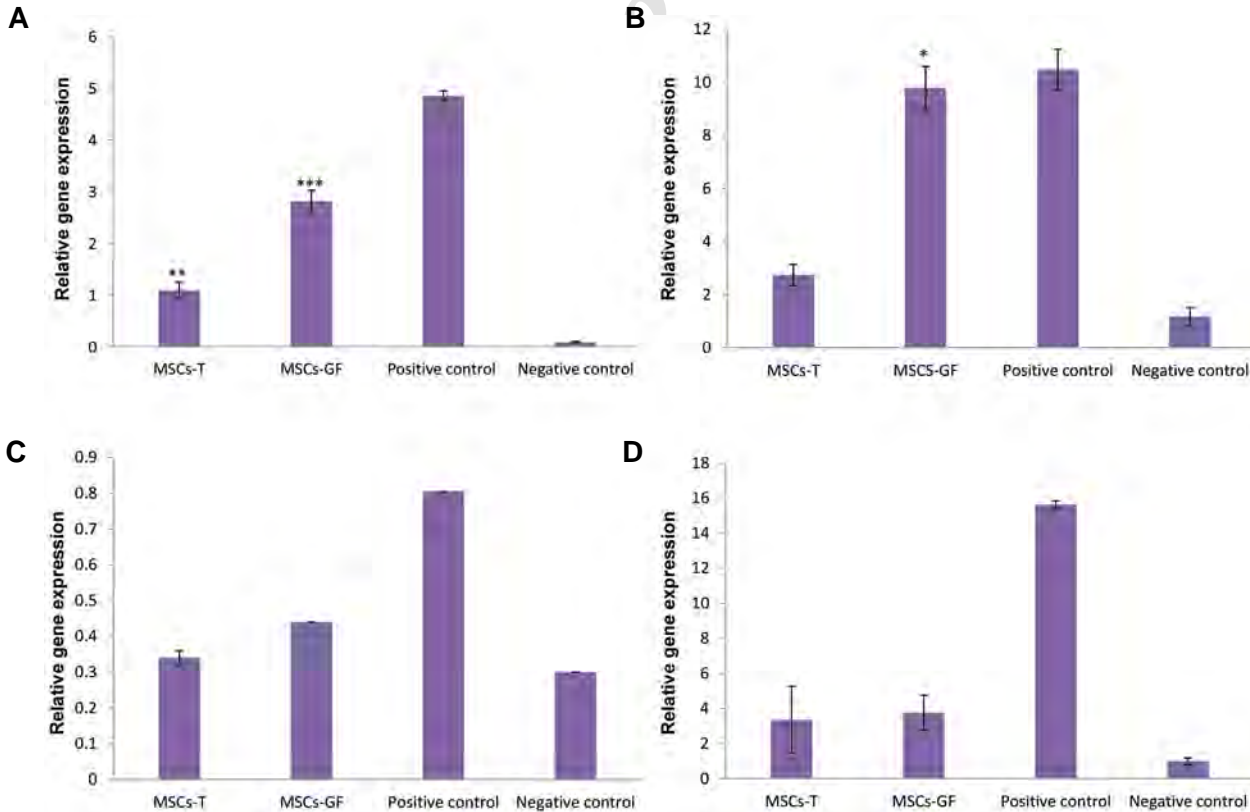 A
Relative gene expression
6
5
4
3
2
1
0
**
***
MSCs-T
MSCs-GF
Positive control
Negative control
B
Relative gene expression
12
10
8
6
4
2
0
*
MSCs-T
MSC5-GF
Positive control
Negative control
C
Relative gene expression
0.9
0.8
0.7
0.6
0.5
0.4
0.3
0.2
0.1
0
MSCs-T
MSCs-GF
Positive control
Negative control
D
Relative gene expression
18
16
14
12
10
8
6
4
2
0
MSCs-T
MSCs-GF
Positive control
Negative control